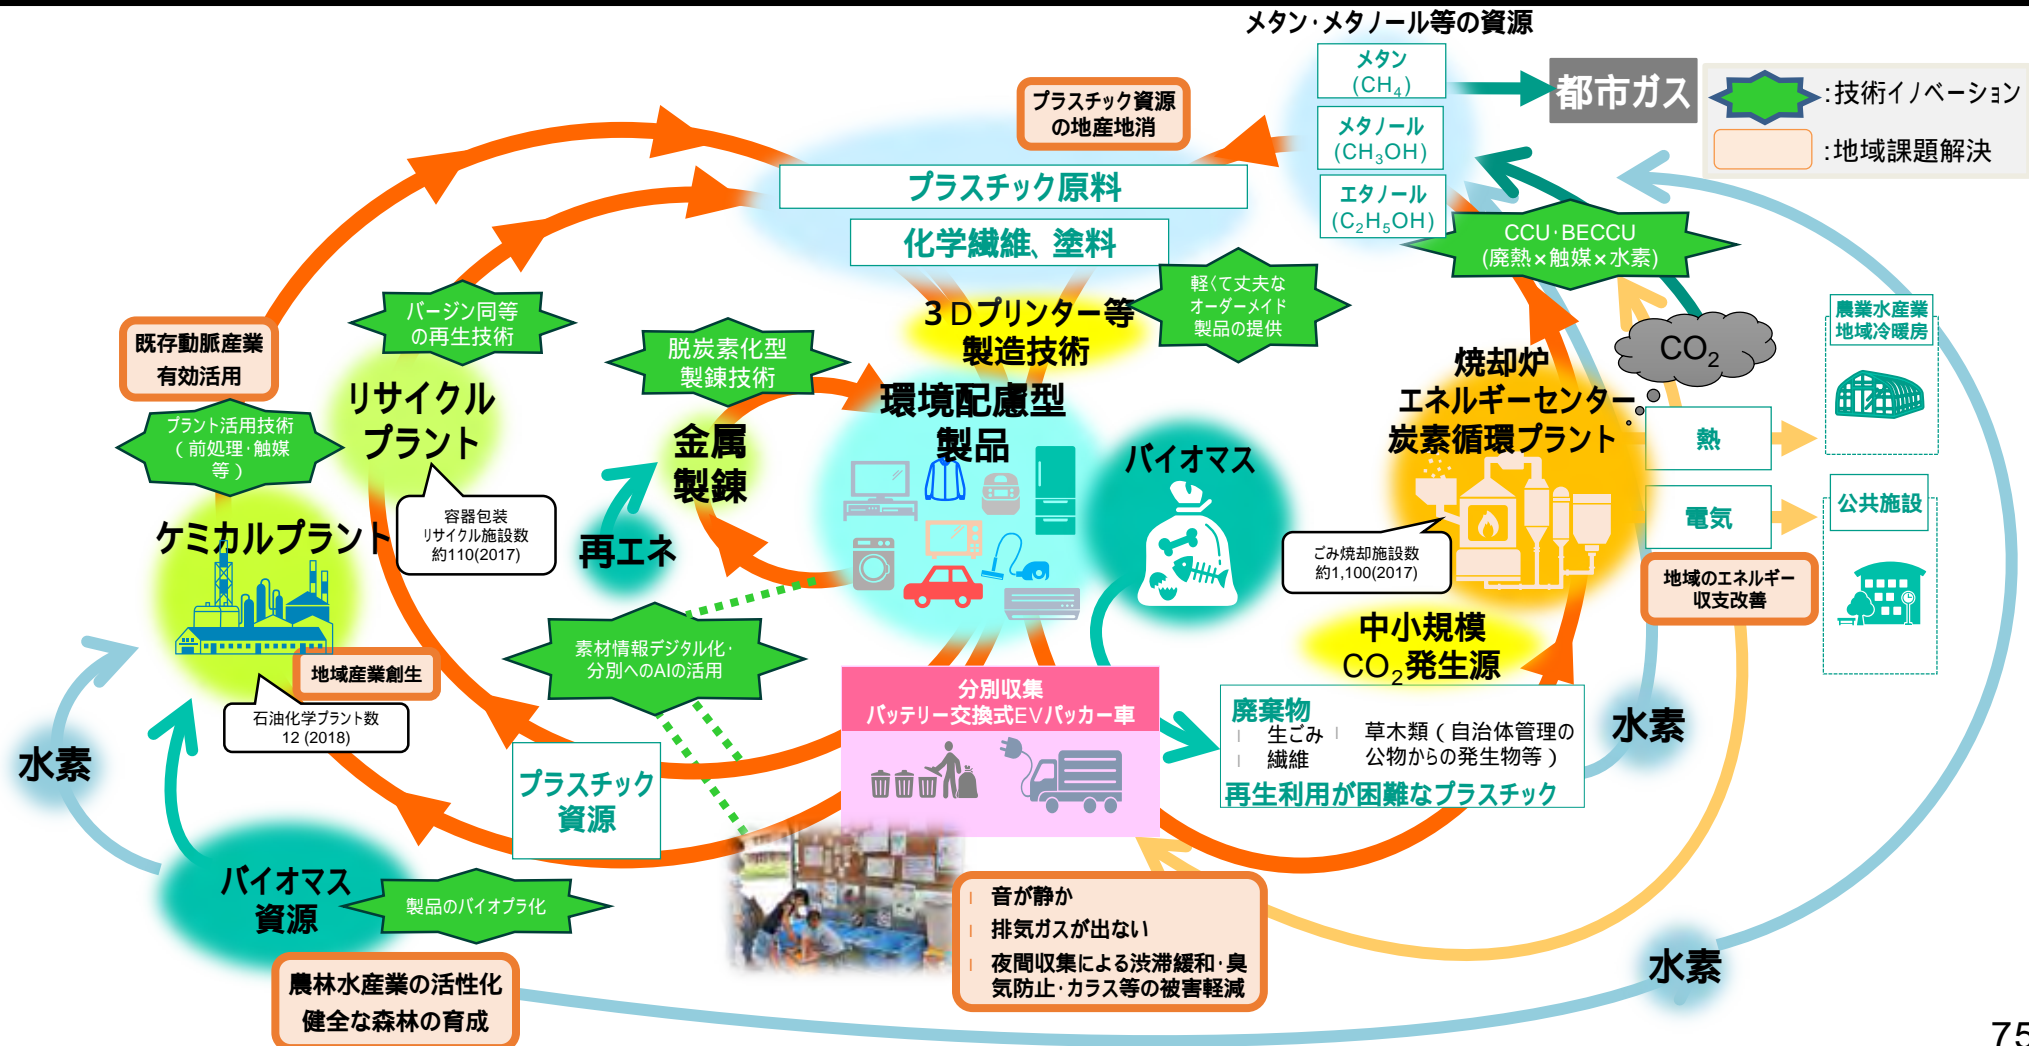 メタン･メタノール等の資源
メタン
(CH₄)
メタノール
(CH₃OH)
エタノール
(C₂H₅OH)
都市ガス
:技術イノベーション
:地域課題解決
プラスチック資源
の地産地消
プラスチック原料
化学繊維、塗料
CCU･BECCU
(廃熱×触媒×水素)
バージン同等
の再生技術
軽くて丈夫な
オーダーメイド
製品の提供
3Dプリンター等
製造技術
既存動脈産業
有効活用
脱炭素化型
製錬技術
CO₂
農業水産業
地域冷暖房
リサイクル
プラント
環境配慮型
製品
焼却炉
エネルギーセンター
炭素循環プラント
プラント活用技術
(前処理･触媒
等)
金属
製錬
バイオマス
熱
電気
公共施設
容器包装
リサイクル施設数
約110(2017)
ケミカルプラント
再エネ
ごみ焼却施設数
約1,100(2017)
地域のエネルギー
収支改善
素材情報デジタル化･
分別へのAIの活用
中小規模
CO₂発生源
地域産業創生
石油化学プラント数
12 (2018)
分別収集
バッテリー交換式EVパッカー車
廃棄物
生ごみ
繊維
草木類(自治体管理の
公物からの発生物等)
再生利用が困難なプラスチック
水素
水素
プラスチック
資源
バイオマス
資源
製品のバイオプラ化
音が静か
排気ガスが出ない
夜間収集による渋滞緩和･臭
気防止･カラス等の被害軽減
水素
農林水産業の活性化
健全な森林の育成
75